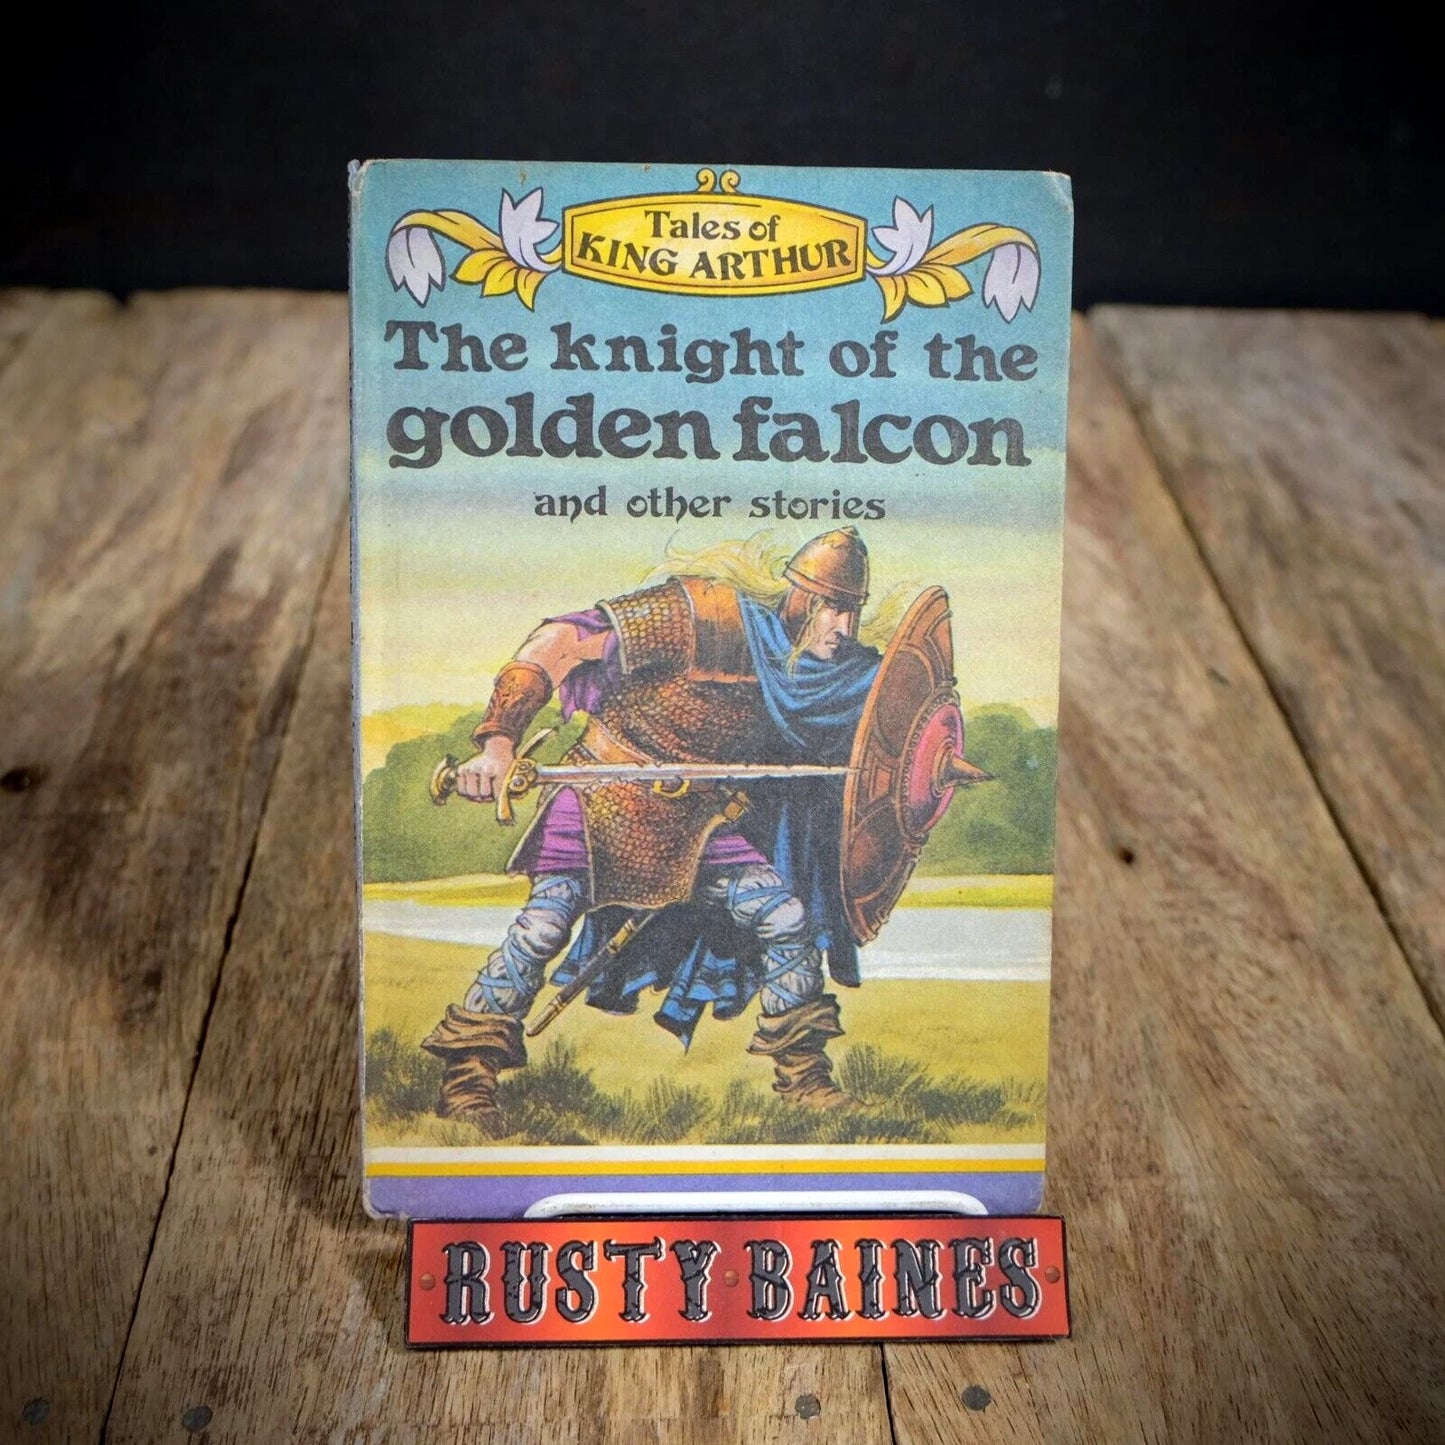 Tales of
KING ARTHUR
The knight of the
golden falcon
and other stories
RUSTY BAINES